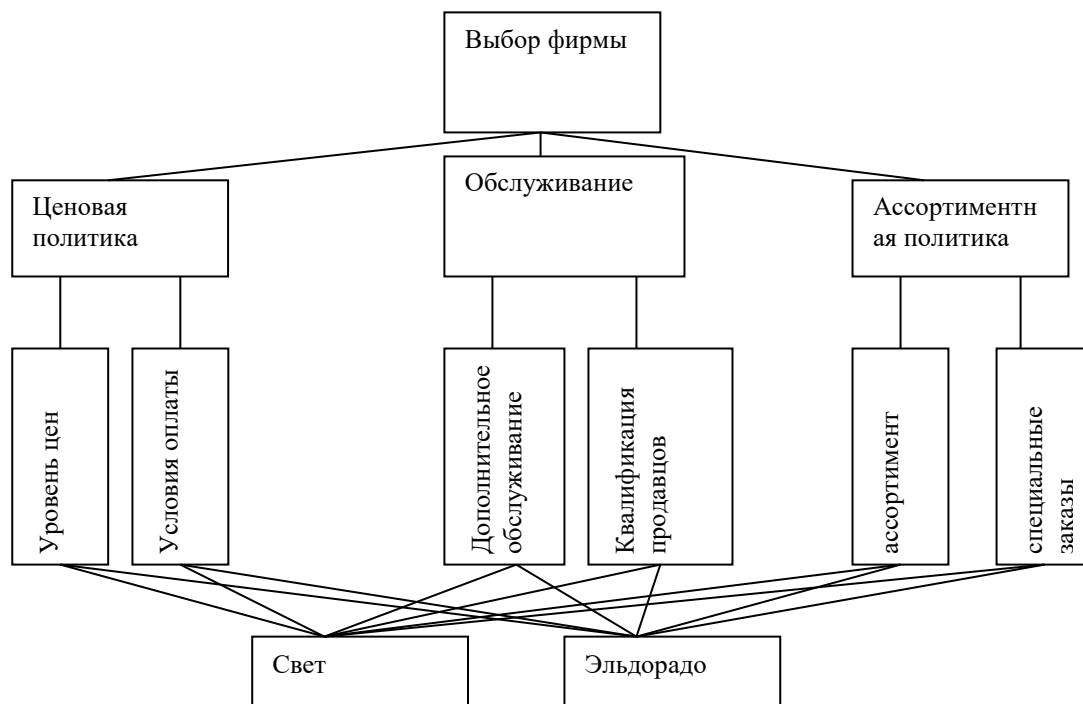 Выбор фирмы
Обслуживание
Ценовая
политика
Ассортиментн
ая политика
Уровень цен
Условия оплаты
Дополнительное
обслуживание
Квалификация
продавцов
ассортимент
специальные
заказы
Свет
Эльдорадо